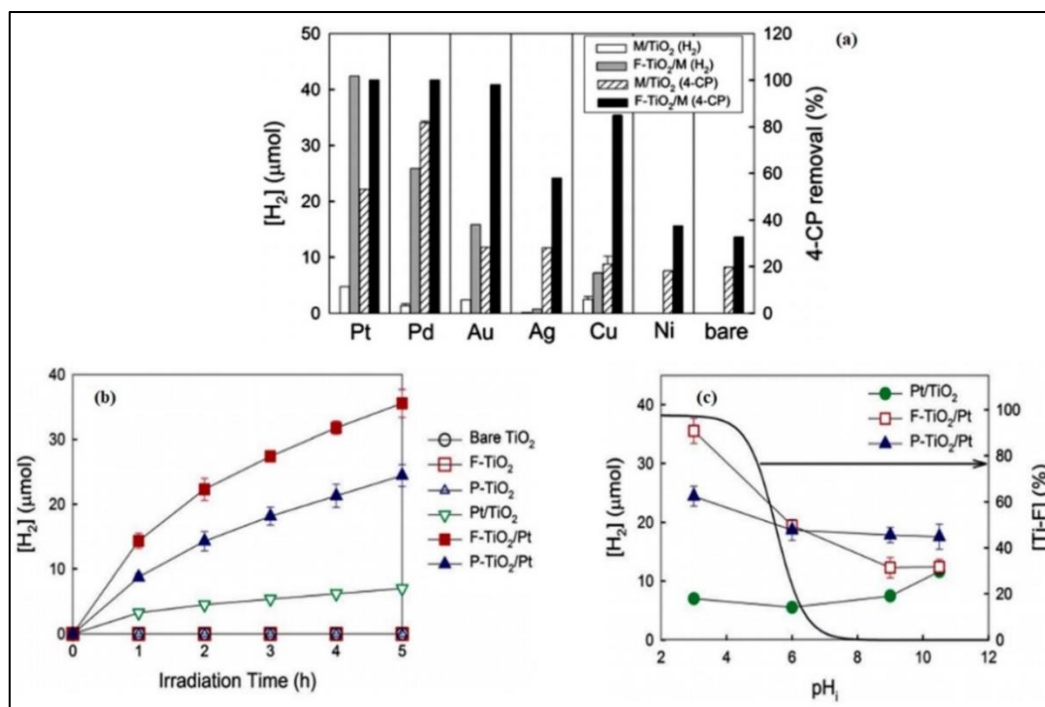 (a)
M/TiO₂ (H₂)
F-TiO₂/M (H₂)
M/TiO₂ (4-CP)
F-TiO₂/M (4-CP)
[H₂] (μmol)
50
40
30
20
10
0
4-CP removal (%)
120
100
80
60
40
20
0
Pt Pd Au Ag Cu Ni bare
(b)
[H₂] (μmol)
40
30
20
10
0
0 1 2 3 4 5
Irradiation Time (h)
Bare TiO₂
F-TiO₂
P-TiO₂
Pt/TiO₂
F-TiO₂/Pt
P-TiO₂/Pt
(c)
Pt/TiO₂
F-TiO₂/Pt
P-TiO₂/Pt
[H₂] (μmol)
40
30
20
10
0
[Ti-F] (%)
100
80
60
40
20
0
2 4 6 8 10 12
pHᵢ